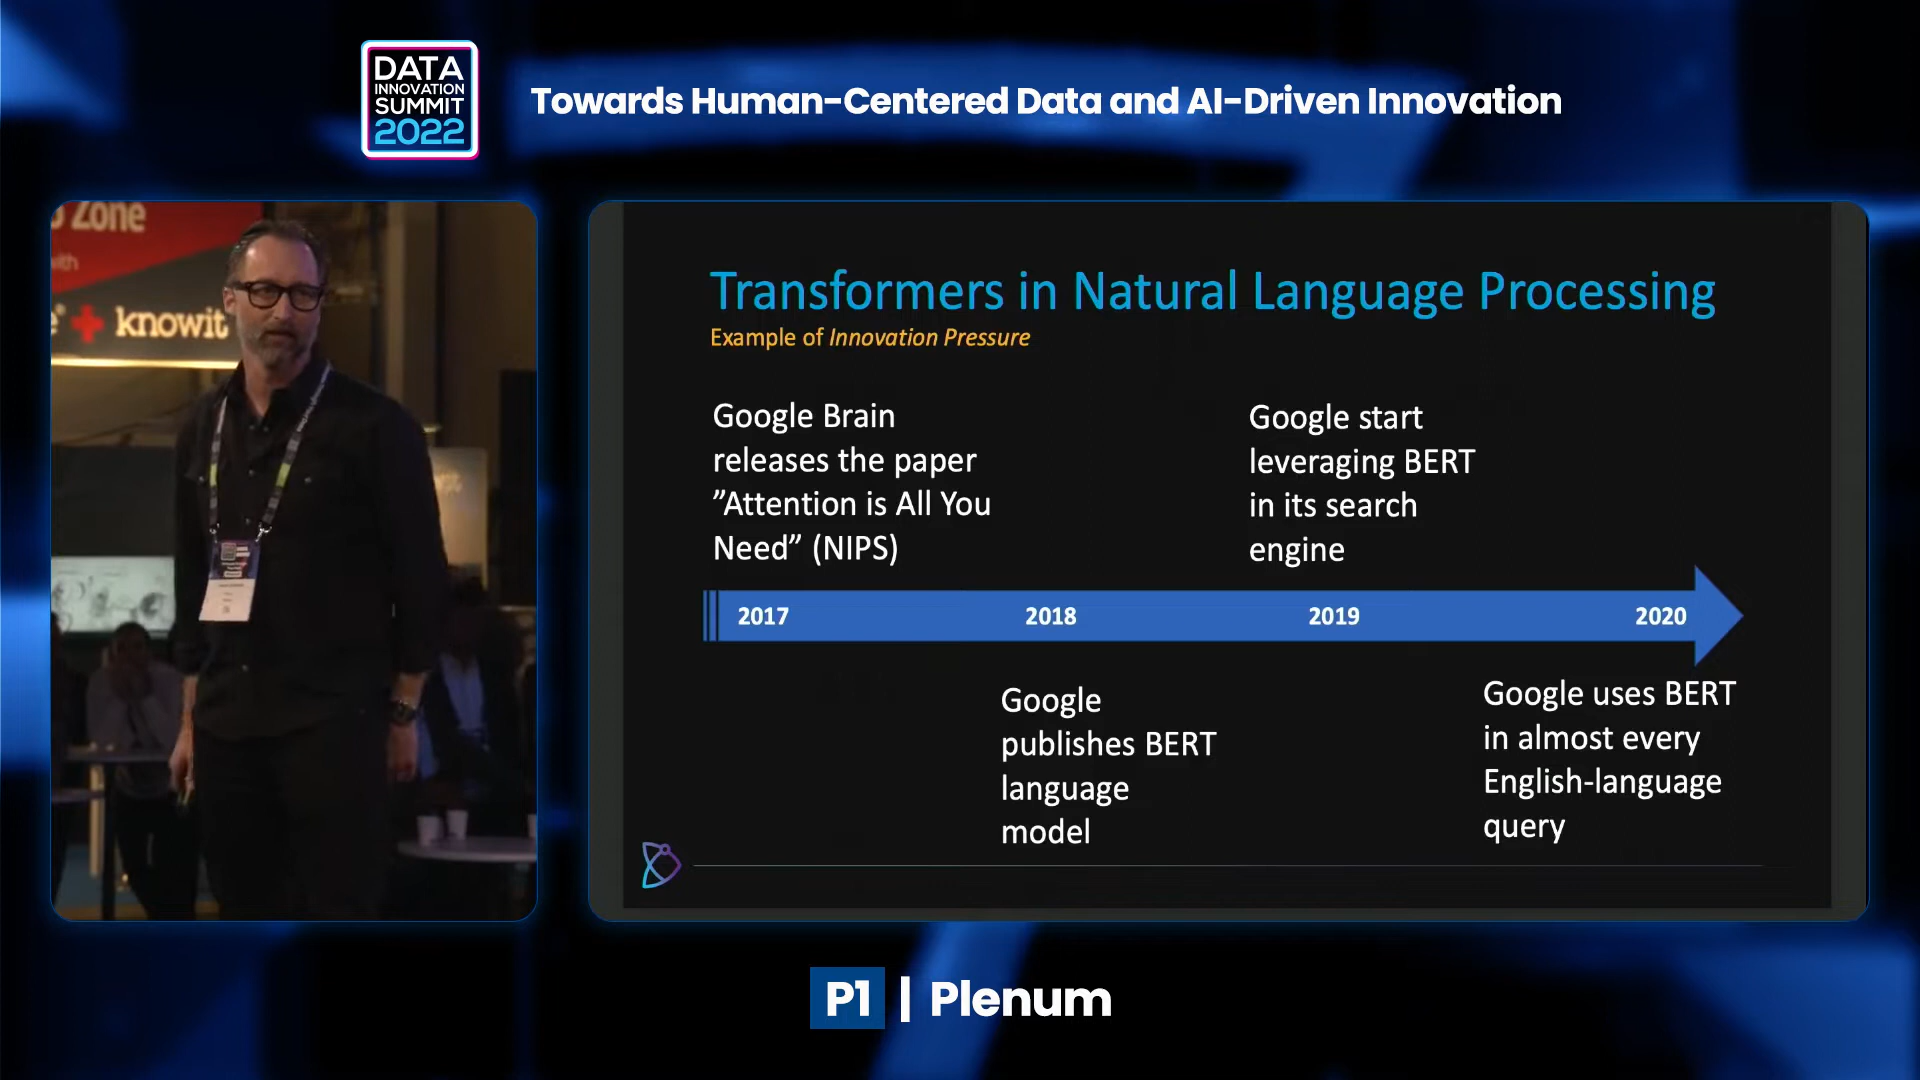 DATA
INNOVATION
SUMMIT
2022
Towards Human-Centered Data and AI-Driven Innovation
Zone
ith
knowit
Transformers in Natural Language Processing
Example of Innovation Pressure
Google Brain
releases the paper
”Attention is All You
Need” (NIPS)
Google start
leveraging BERT
in its search
engine
2017 2018 2019 2020
Google
publishes BERT
language
model
Google uses BERT
in almost every
English-language
query
P1 | Plenum